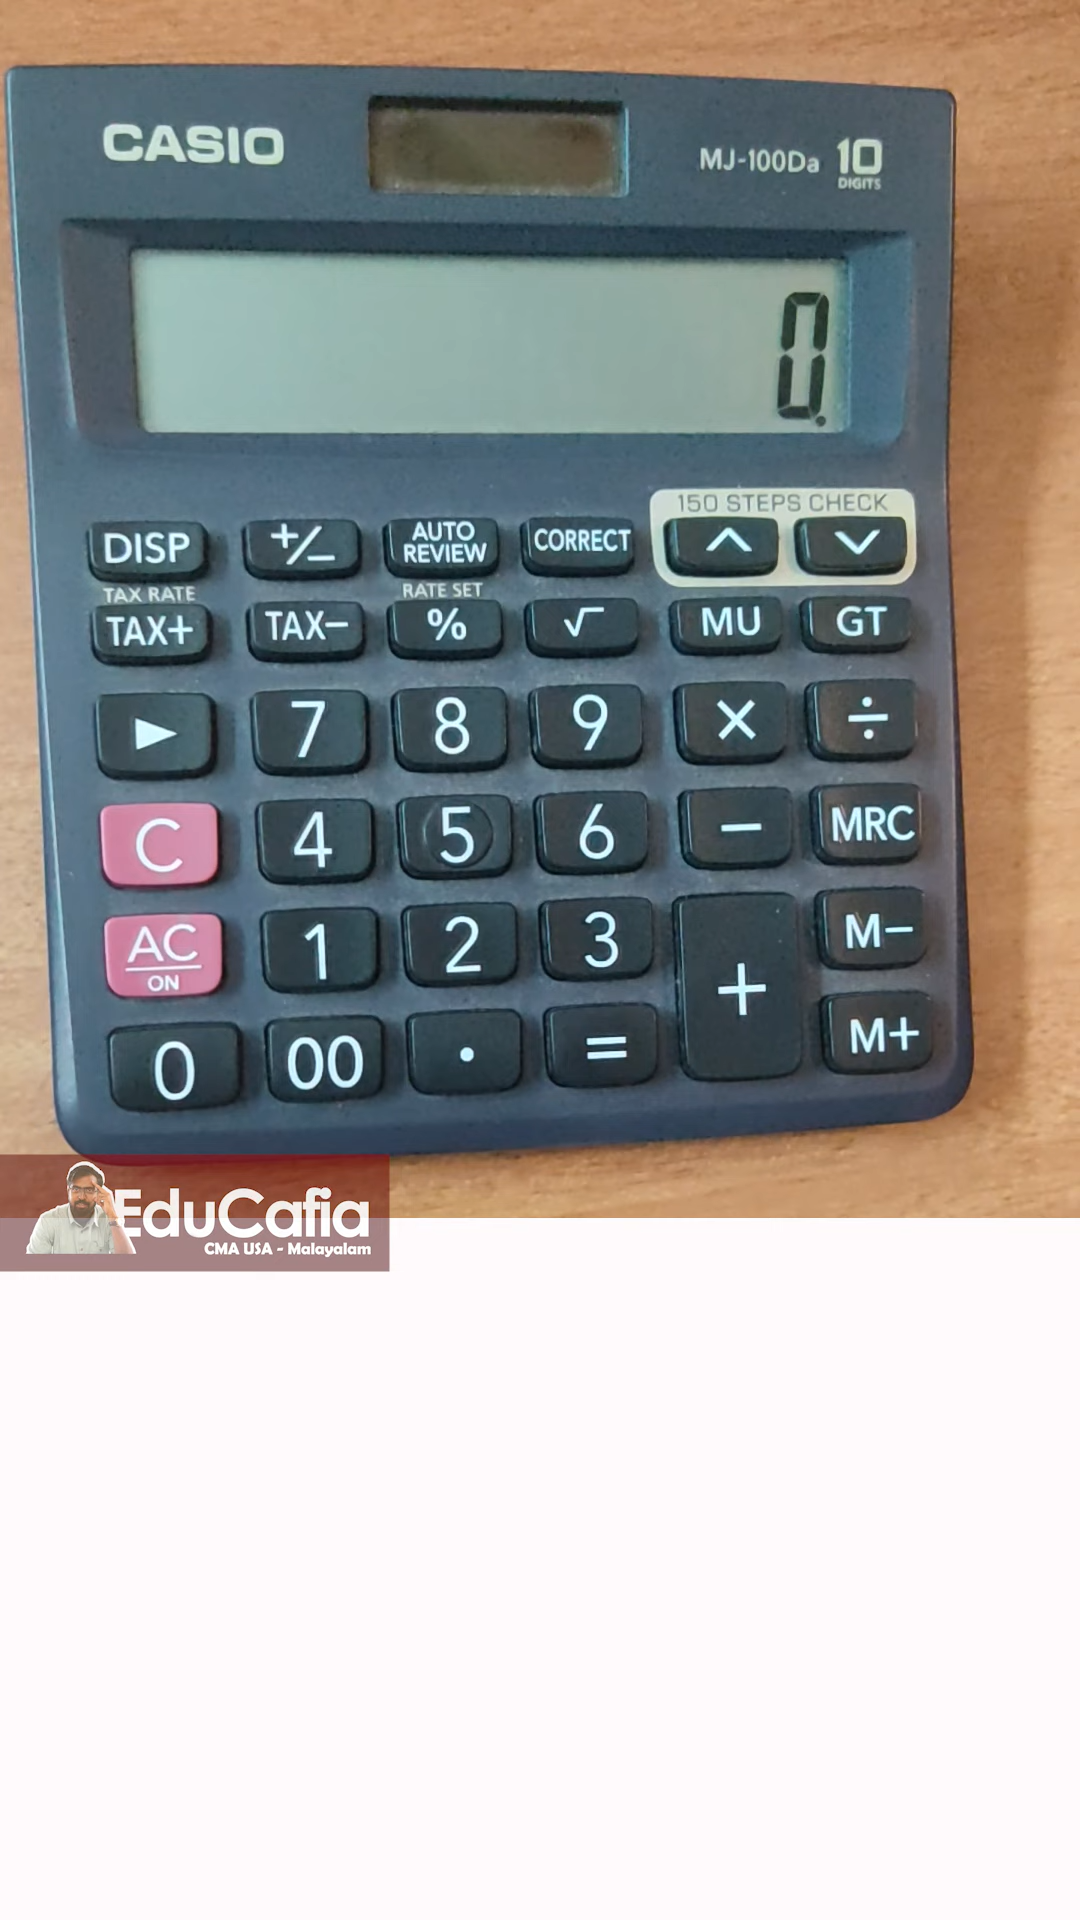 CASIO
MJ-100Da 10
DIGITS
0.
150 STEPS CHECK
DISP +/− AUTO REVIEW CORRECT ∧ ∨
TAX RATE RATE SET
TAX+ TAX− % √ MU GT
▶ 7 8 9 × ÷
C 4 5 6 − MRC
AC 1 2 3 + M−
ON
0 00 . = M+
EduCafia
CMA USA - Malayalam